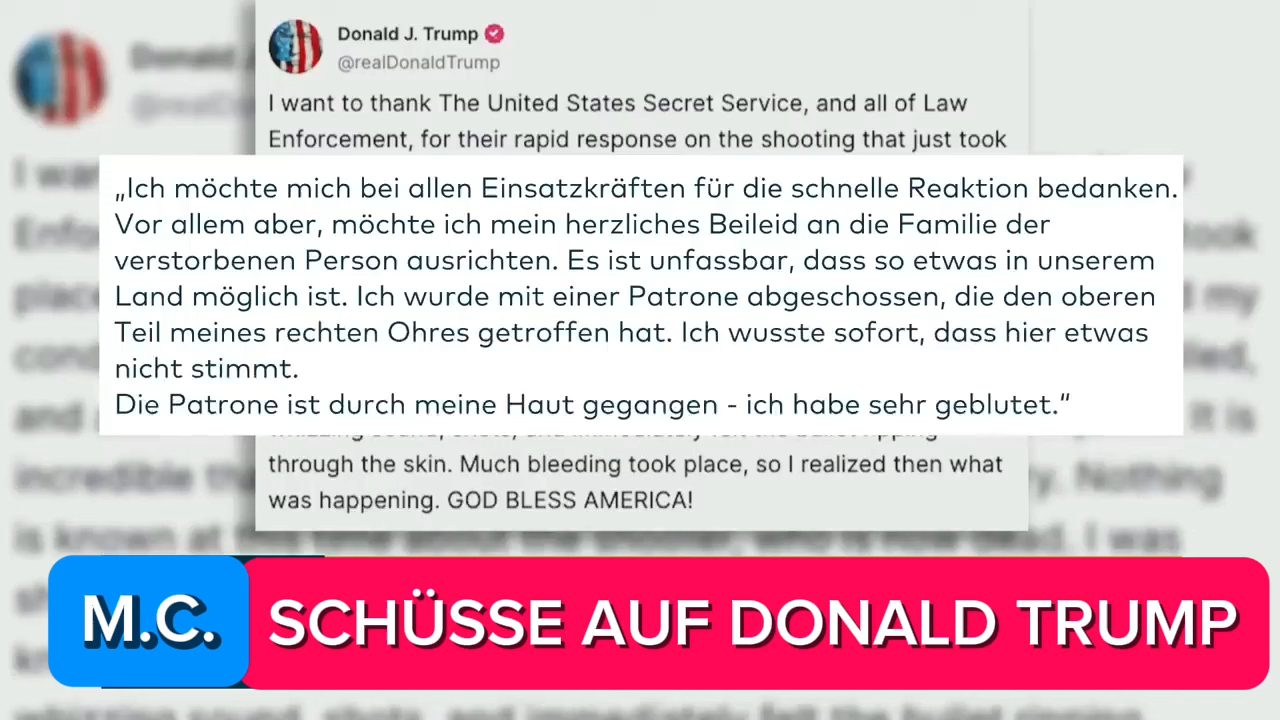 Donald J. Trump
@realDonaldTrump
I want to thank The United States Secret Service, and all of Law
Enforcement, for their rapid response on the shooting that just took
„Ich möchte mich bei allen Einsatzkräften für die schnelle Reaktion bedanken.
Vor allem aber, möchte ich mein herzliches Beileid an die Familie der
verstorbenen Person ausrichten. Es ist unfassbar, dass so etwas in unserem
Land möglich ist. Ich wurde mit einer Patrone abgeschossen, die den oberen
Teil meines rechten Ohres getroffen hat. Ich wusste sofort, dass hier etwas
nicht stimmt.
Die Patrone ist durch meine Haut gegangen - ich habe sehr geblutet.“
through the skin. Much bleeding took place, so I realized then what
was happening. GOD BLESS AMERICA!
M.C. SCHÜSSE AUF DONALD TRUMP